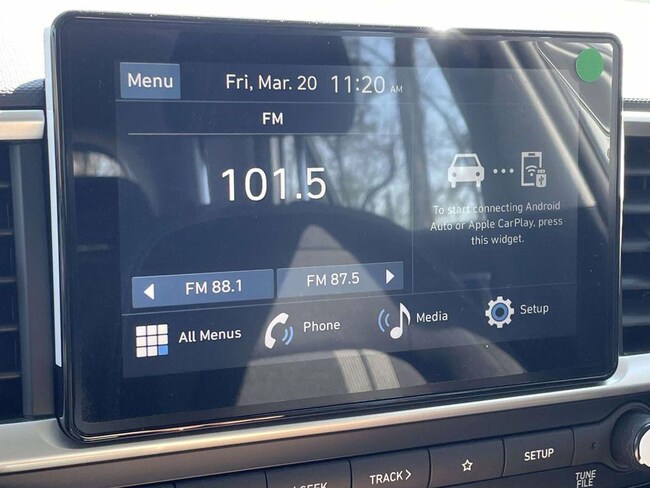 Menu
Fri, Mar. 20 11:20 AM
FM
101.5
To start connecting Android
Auto or Apple CarPlay, press
this widget.
FM 88.1
FM 87.5
All Menus
Phone
Media
Setup
SEEK
TRACK
SETUP
TUNE
FILE